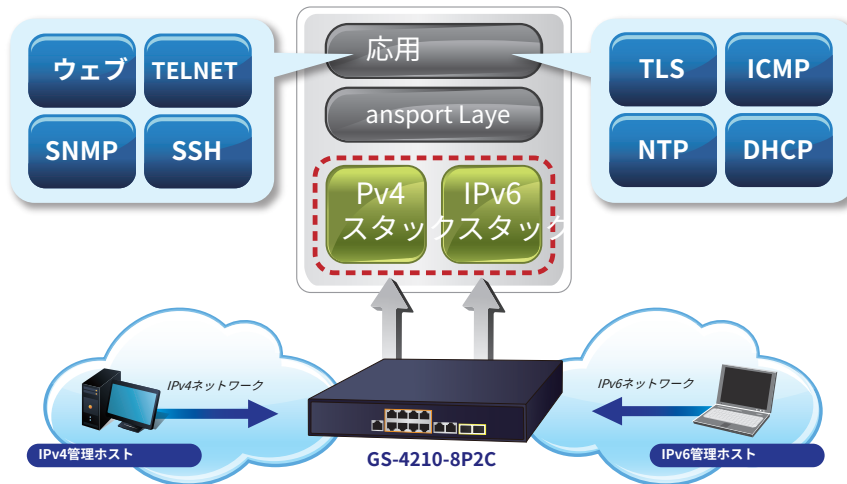 ウェブ
TELNET
SNMP
SSH
応用
ansport Laye
Pv4
スタック
IPv6
スタック
TLS
ICMP
NTP
DHCP
IPv4ネットワーク
IPv6ネットワーク
IPv4管理ホスト
GS-4210-8P2C
IPv6管理ホスト